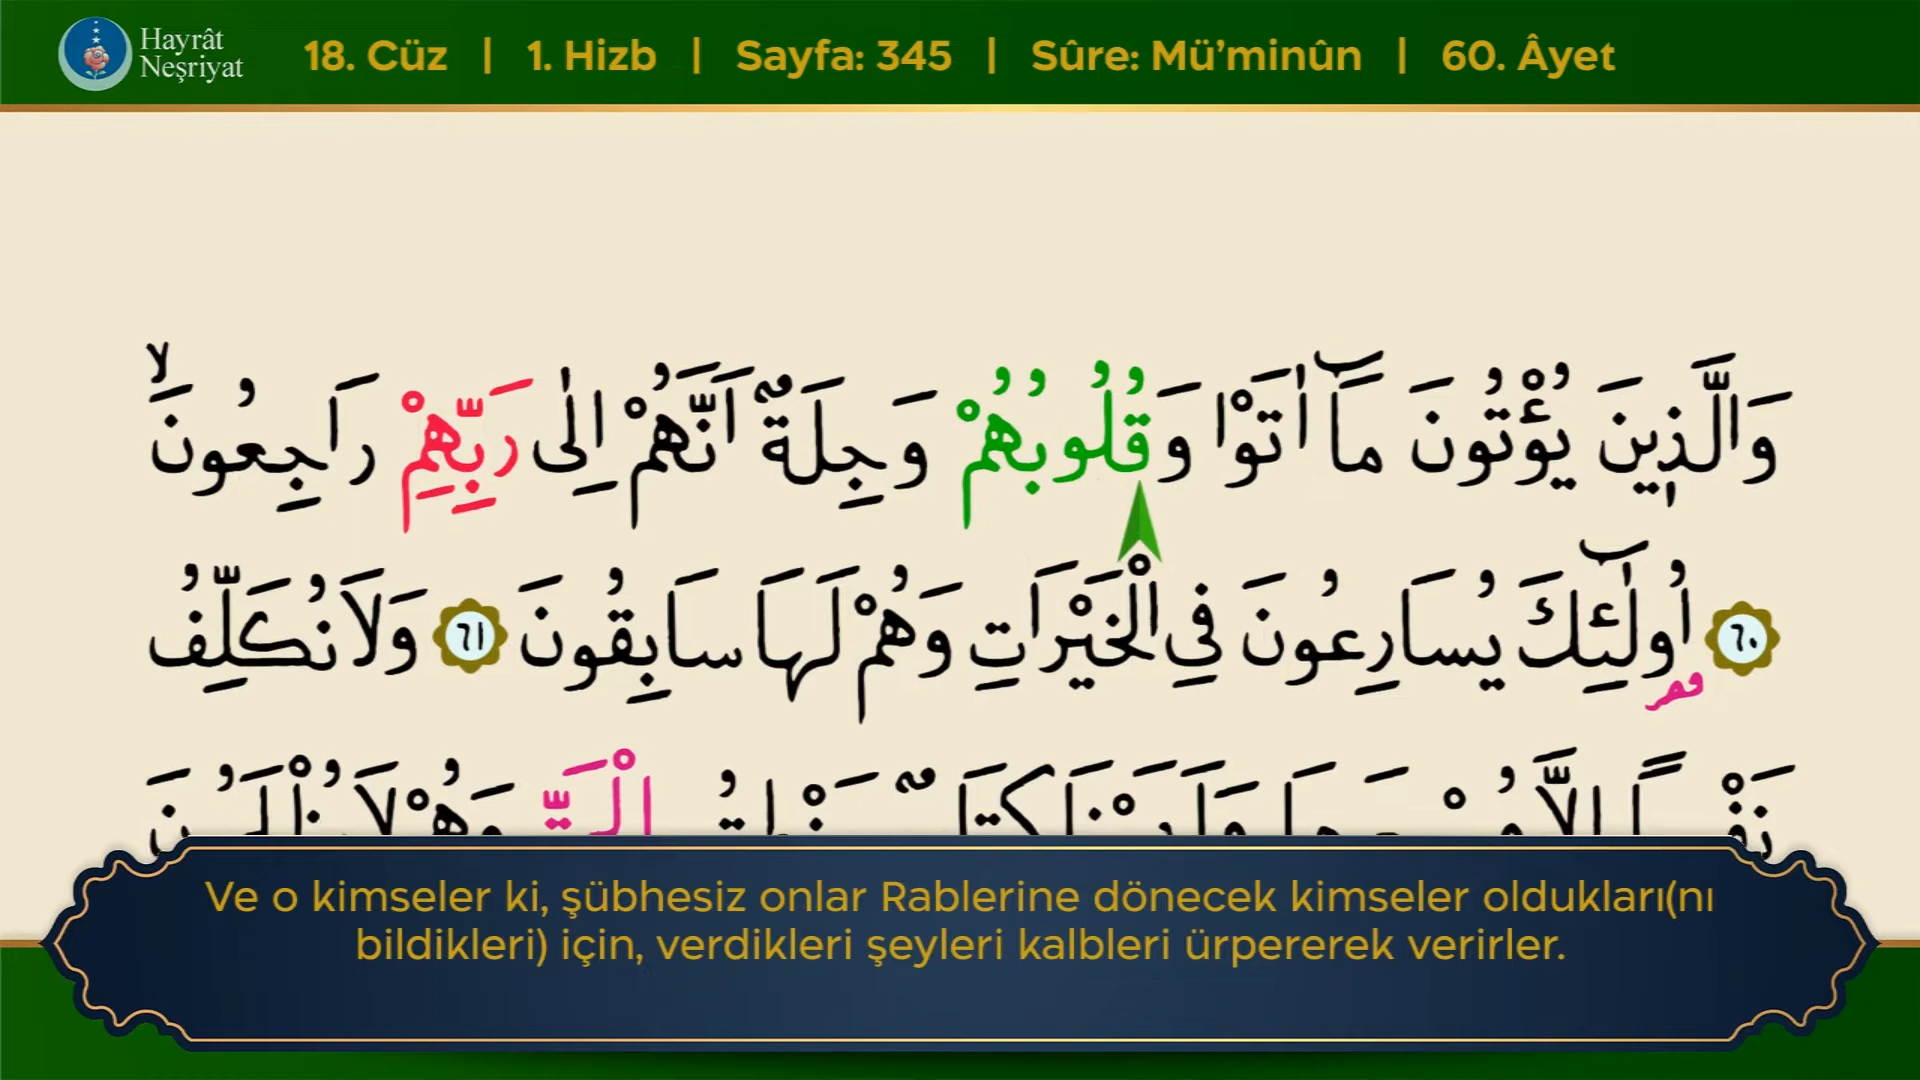 Hayrât
Neşriyat
18. Cüz | 1. Hizb | Sayfa: 345 | Sûre: Mü’minûn | 60. Âyet
وَالَّذ۪ينَ يُؤْتُونَ مَٓا اٰتَوْا وَقُلُوبُهُمْ وَجِلَةٌ اَنَّهُمْ اِلٰى رَبِّهِمْ رَاجِعُونَۙ
﴿٦٠﴾ اُولٰٓئِكَ يُسَارِعُونَ فِي الْخَيْرَاتِ وَهُمْ لَهَا سَابِقُونَ ﴿٦١﴾ وَلَا نُكَلِّفُ
نَفْسًا اِلَّا
Ve o kimseler ki, şübhesiz onlar Rablerine dönecek kimseler oldukları(nı
bildikleri) için, verdikleri şeyleri kalbleri ürpererek verirler.